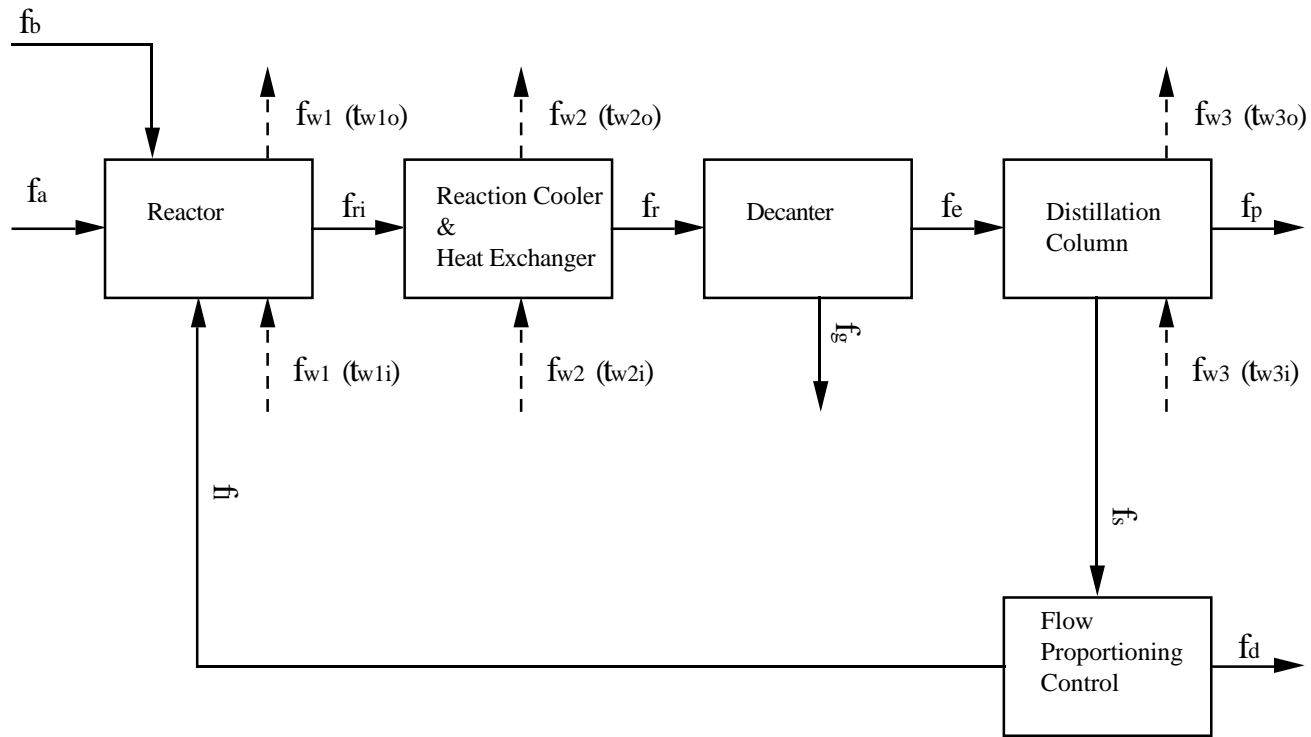 fb
fw1 (tw1o)
fw2 (tw2o)
fw3 (tw3o)
fa
Reactor
fri
Reaction Cooler
&
Heat Exchanger
fr
Decanter
fe
Distillation
Column
fp
fg
fw1 (tw1i)
fw2 (tw2i)
fw3 (tw3i)
fl
fs
Flow
Proportioning
Control
fd